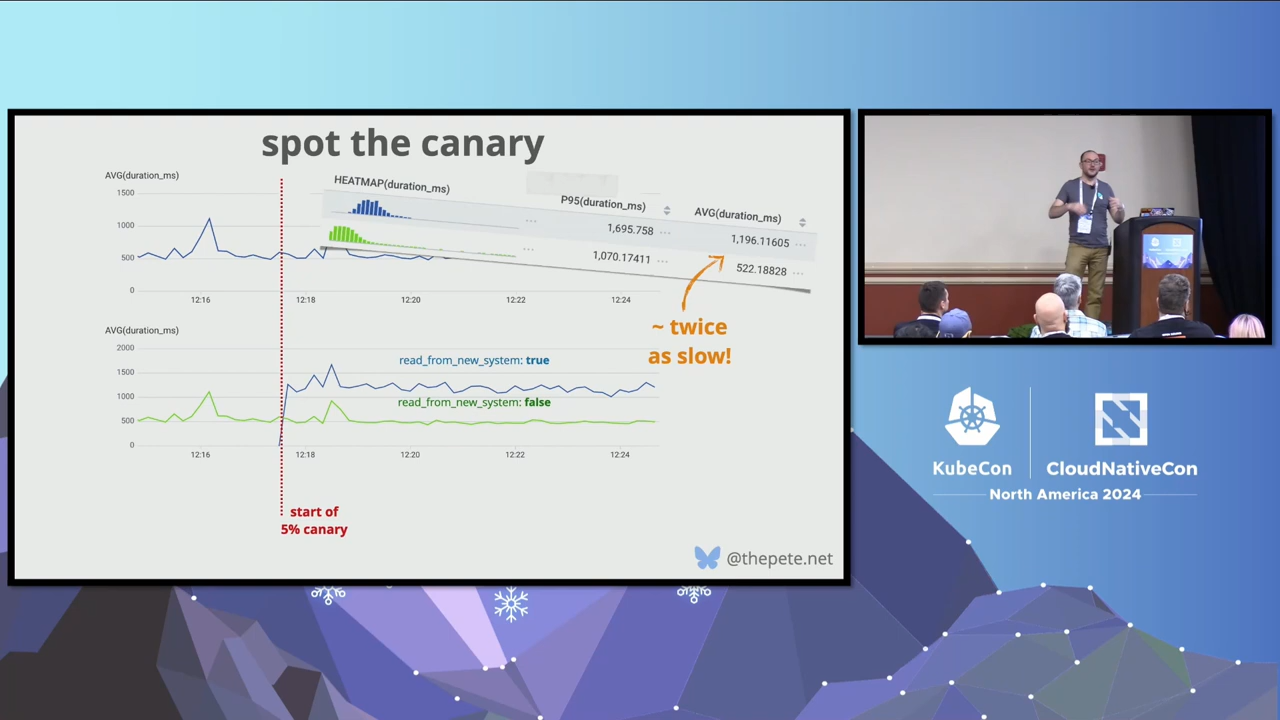 spot the canary
AVG(duration_ms)
1500
1000
500
0
12:16
12:18
12:20
12:22
12:24
HEATMAP(duration_ms)
P95(duration_ms)
AVG(duration_ms)
1,695.758
1,196.11605
1,070.17411
522.18828
~ twice
as slow!
AVG(duration_ms)
2000
1500
1000
500
0
read_from_new_system: true
read_from_new_system: false
12:16
12:18
12:20
12:22
12:24
start of
5% canary
@thepete.net
KubeCon
CloudNativeCon
North America 2024